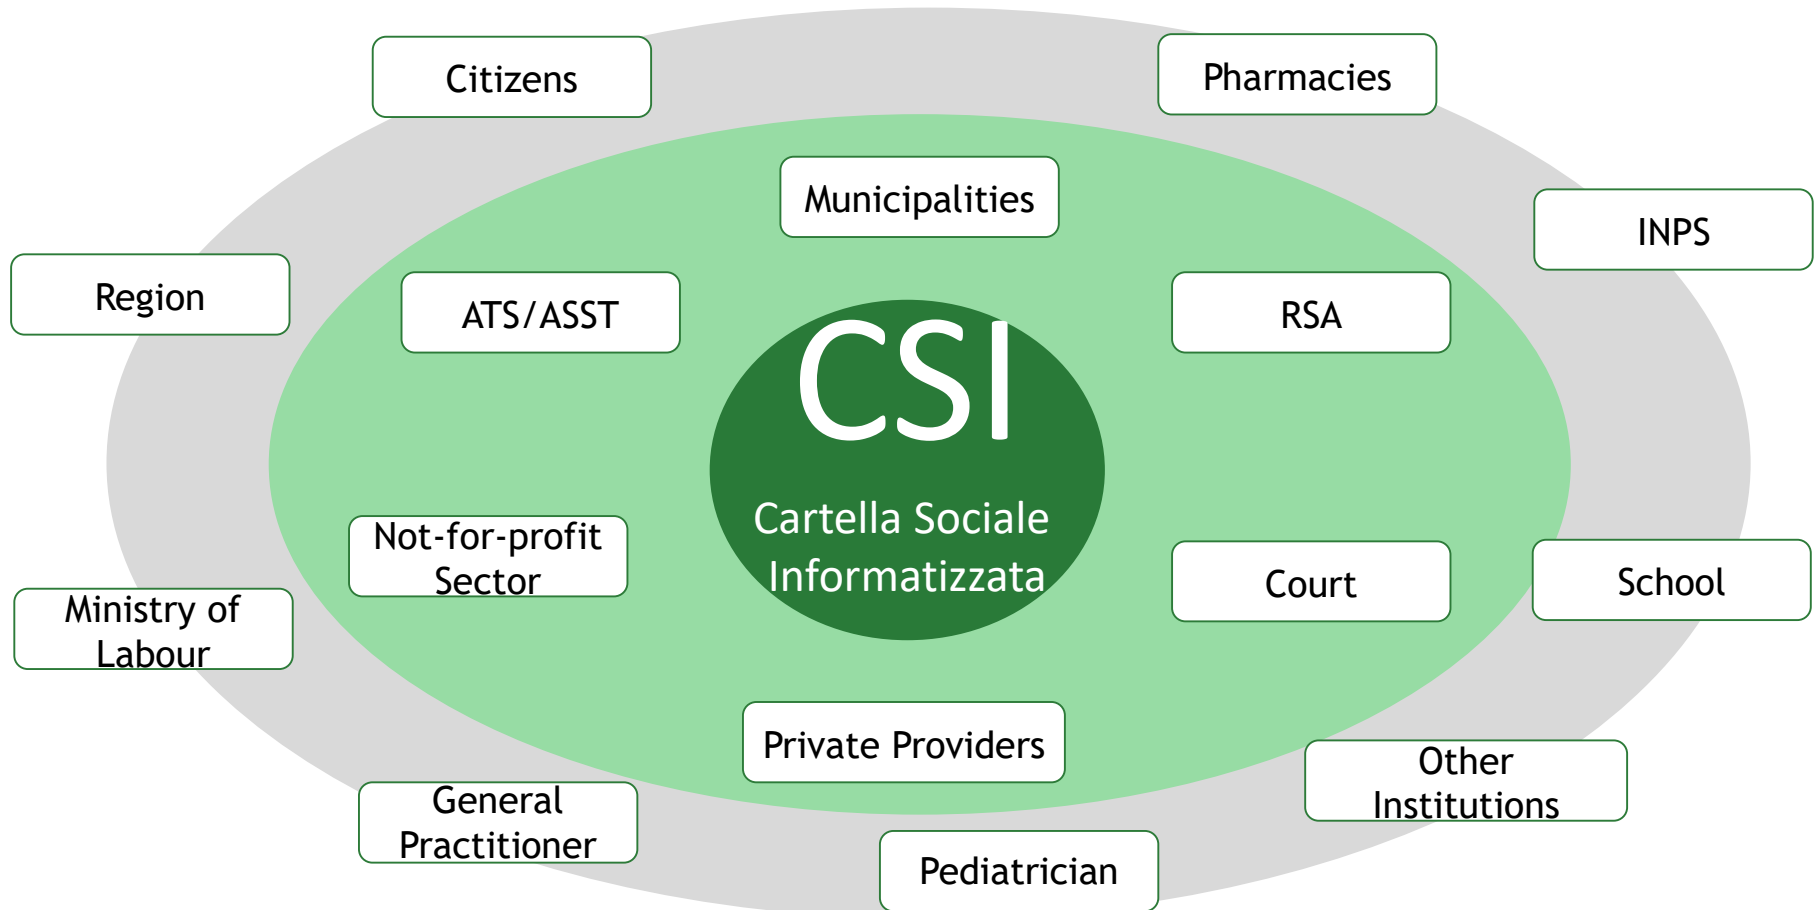 Citizens
Pharmacies
Municipalities
INPS
Region
ATS/ASST
RSA
CSI
Cartella Sociale
Informatizzata
Not-for-profit
Sector
Court
School
Ministry of
Labour
Private Providers
Other
Institutions
General
Practitioner
Pediatrician